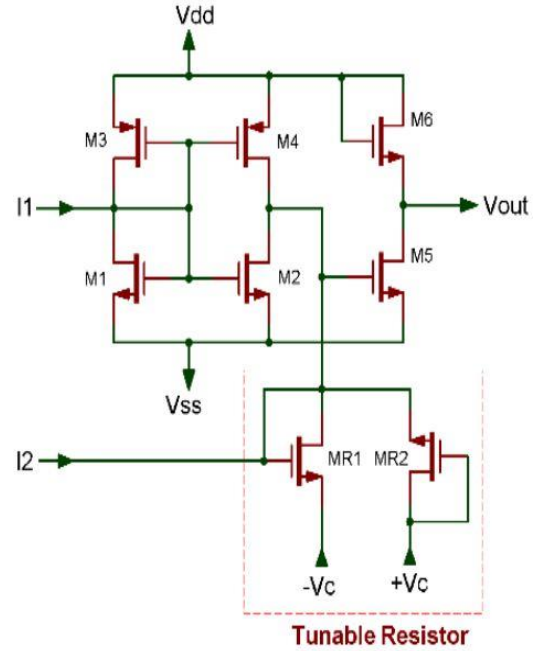 Vdd
M3
M4
M6
I1
Vout
M1
M2
M5
Vss
I2
MR1
MR2
-Vc
+Vc
Tunable Resistor